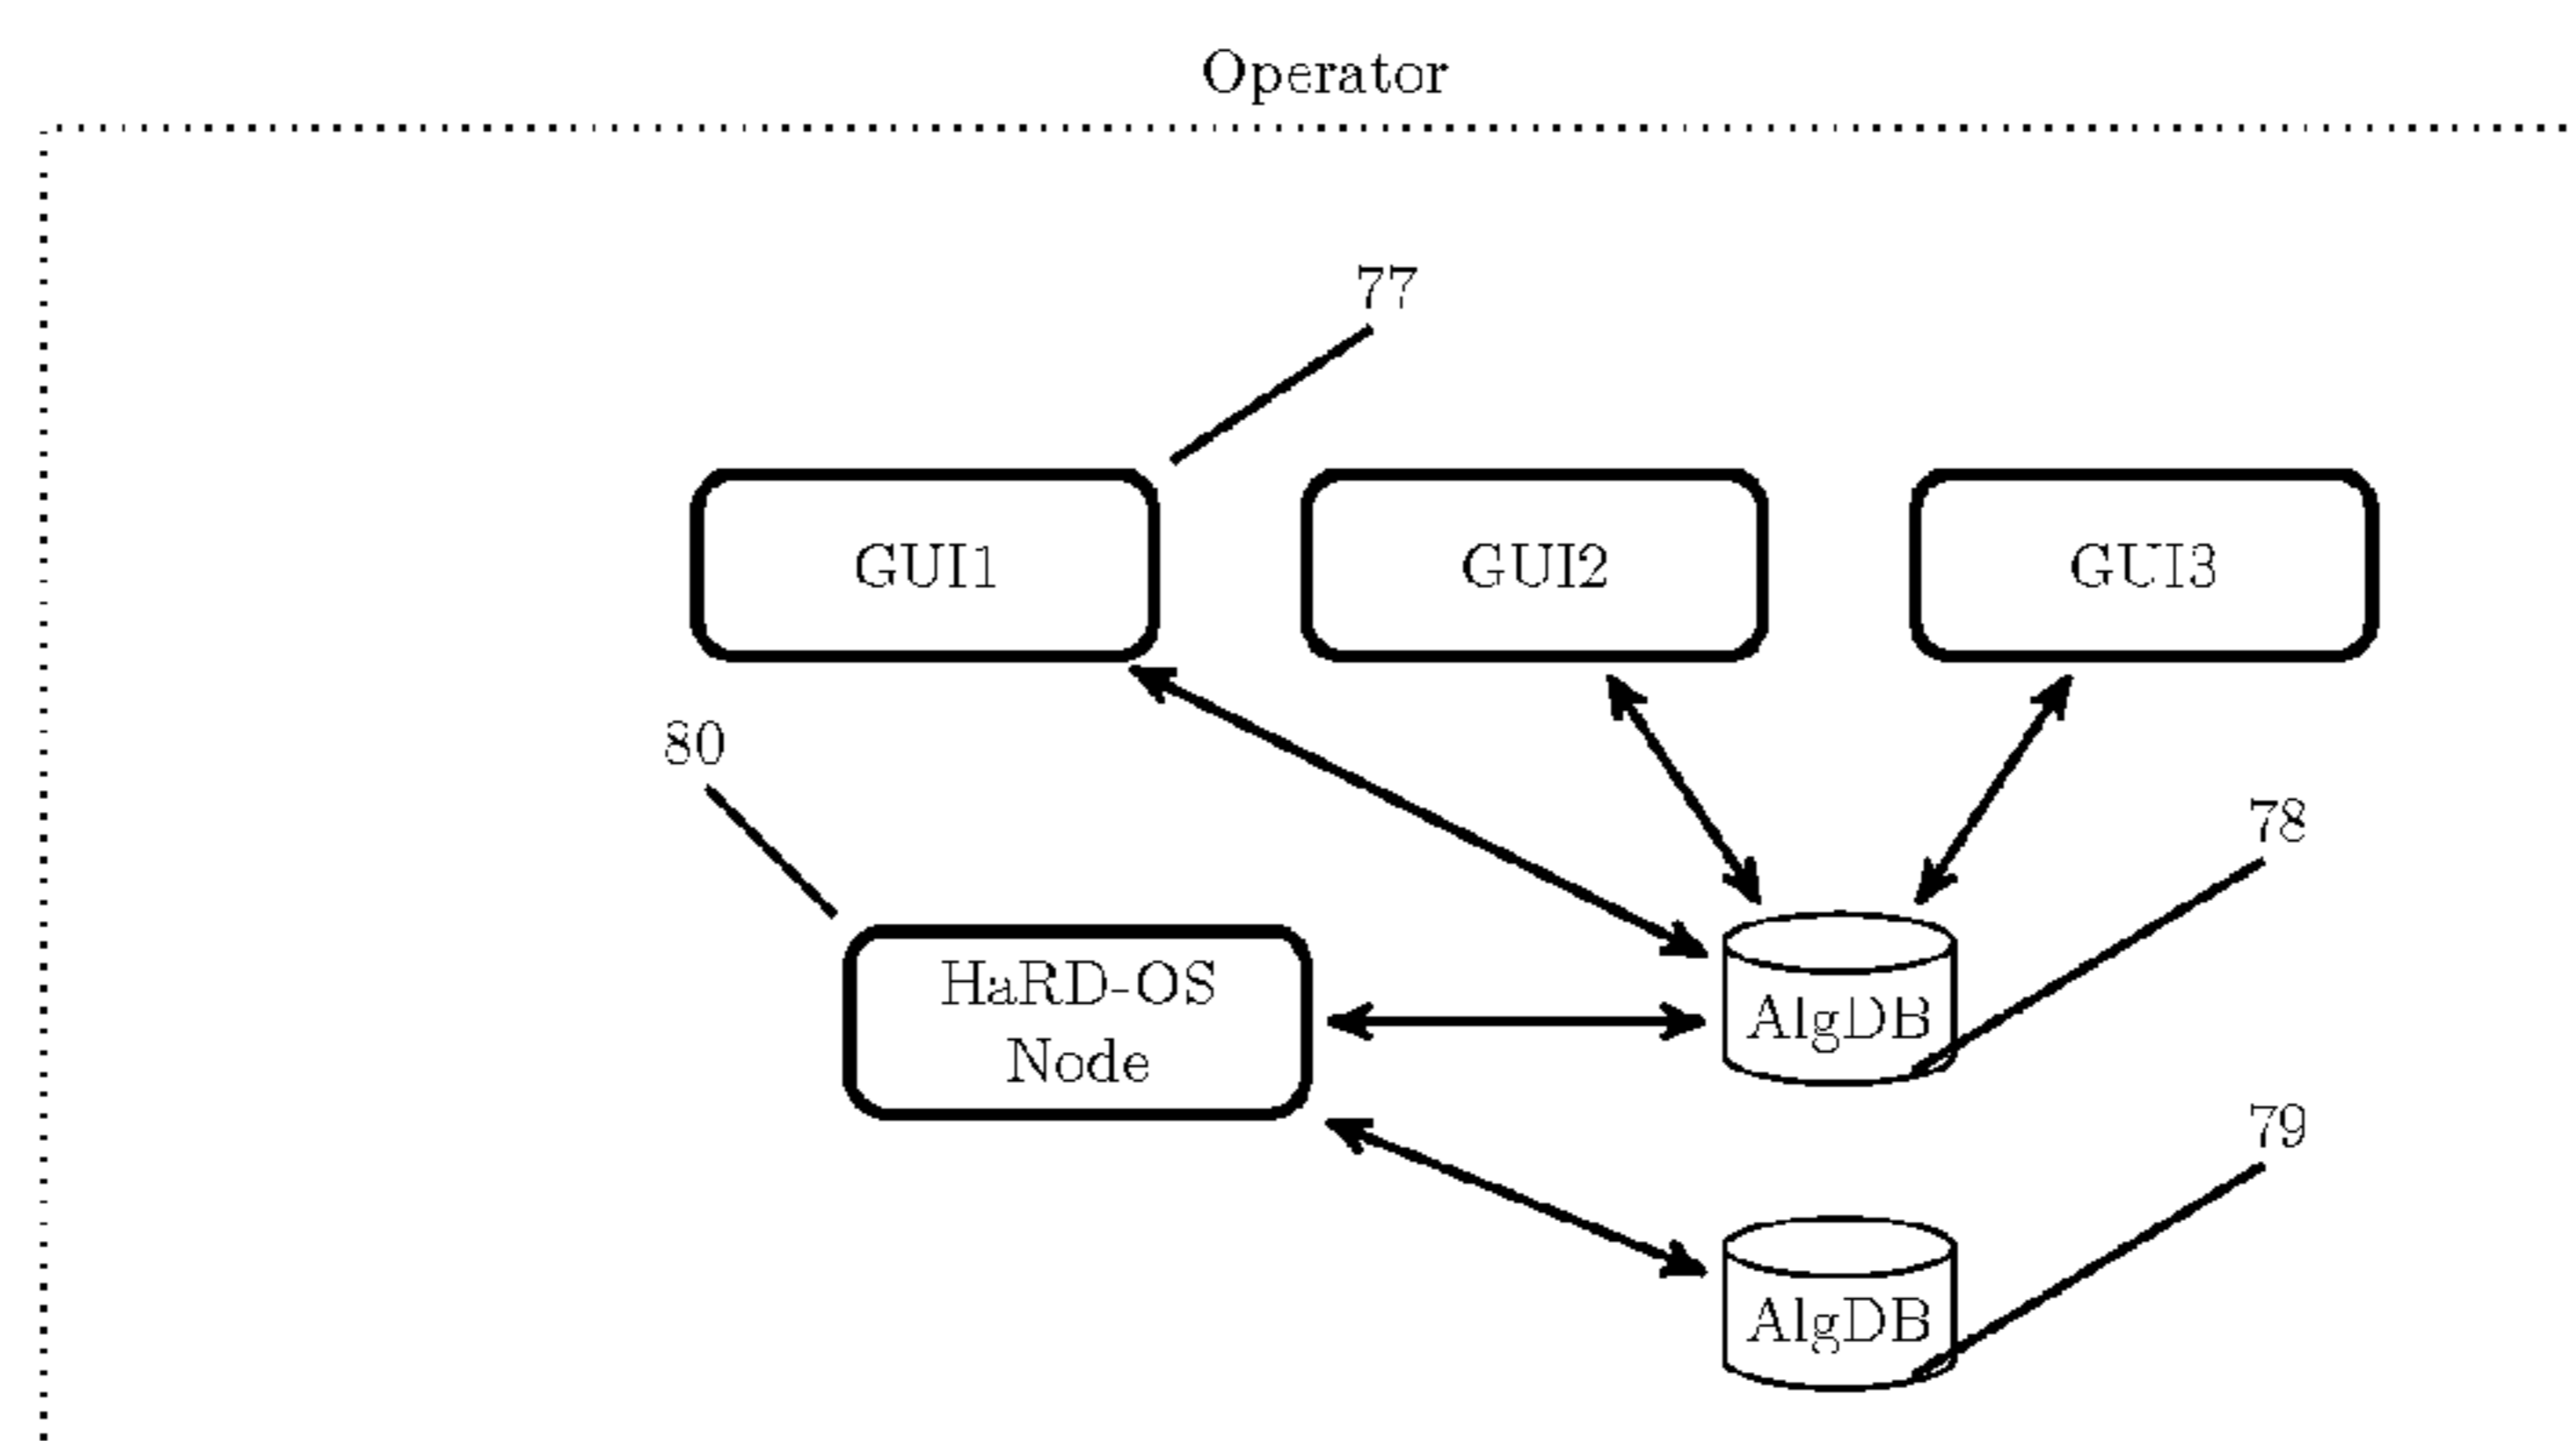 Operator
77
GUI1
GUI2
GUI3
80
78
HaRD-OS
Node
AlgDB
79
AlgDB